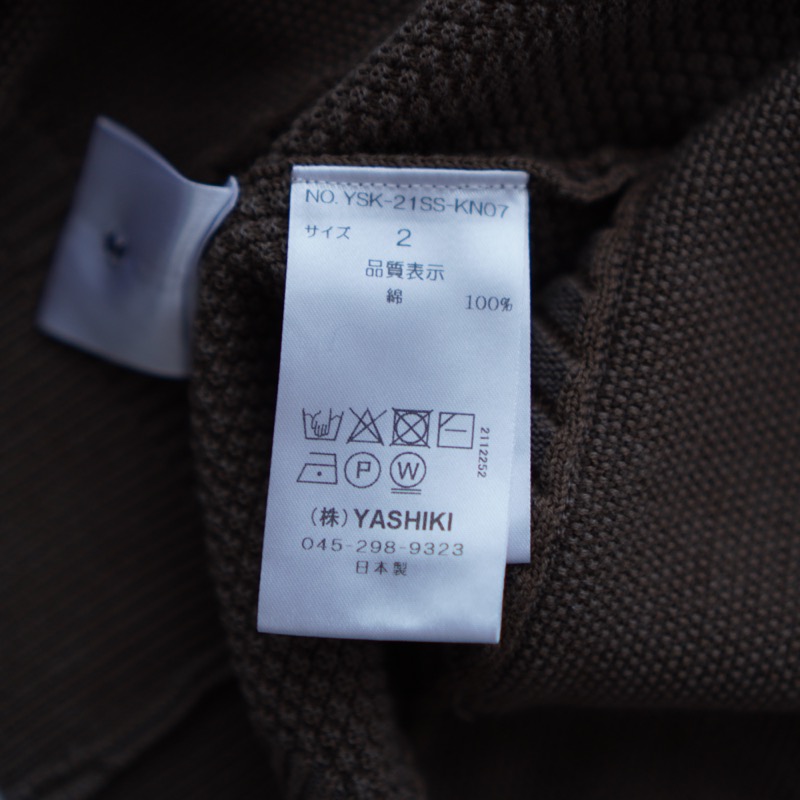 NO. YSK-21SS-KN07
サイズ 2
品質表示
綿 100%
2112252
P W
(株) YASHIKI
045-298-9323
日本製